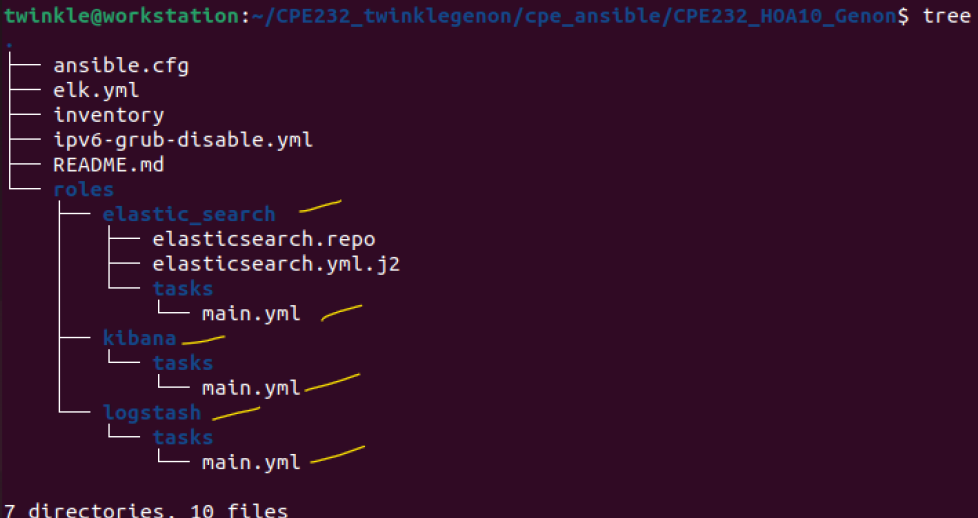 twinkle@workstation:~/CPE232_twinklegenon/cpe_ansible/CPE232_HOA10_Genon$ tree
.
├── ansible.cfg
├── elk.yml
├── inventory
├── ipv6-grub-disable.yml
├── README.md
└── roles
    ├── elastic_search
    │   ├── elasticsearch.repo
    │   ├── elasticsearch.yml.j2
    │   └── tasks
    │       └── main.yml
    ├── kibana
    │   └── tasks
    │       └── main.yml
    └── logstash
        └── tasks
            └── main.yml
7 directories, 10 files